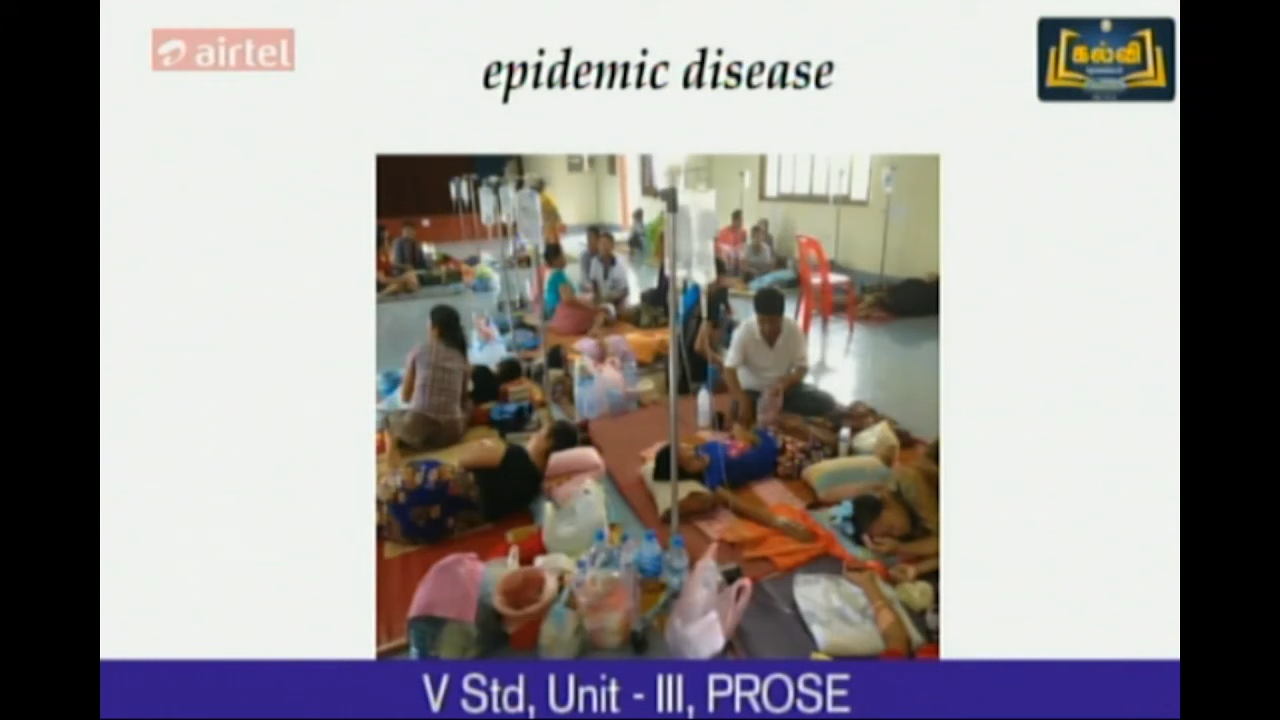 airtel
epidemic disease
கல்வி
V Std, Unit - III, PROSE